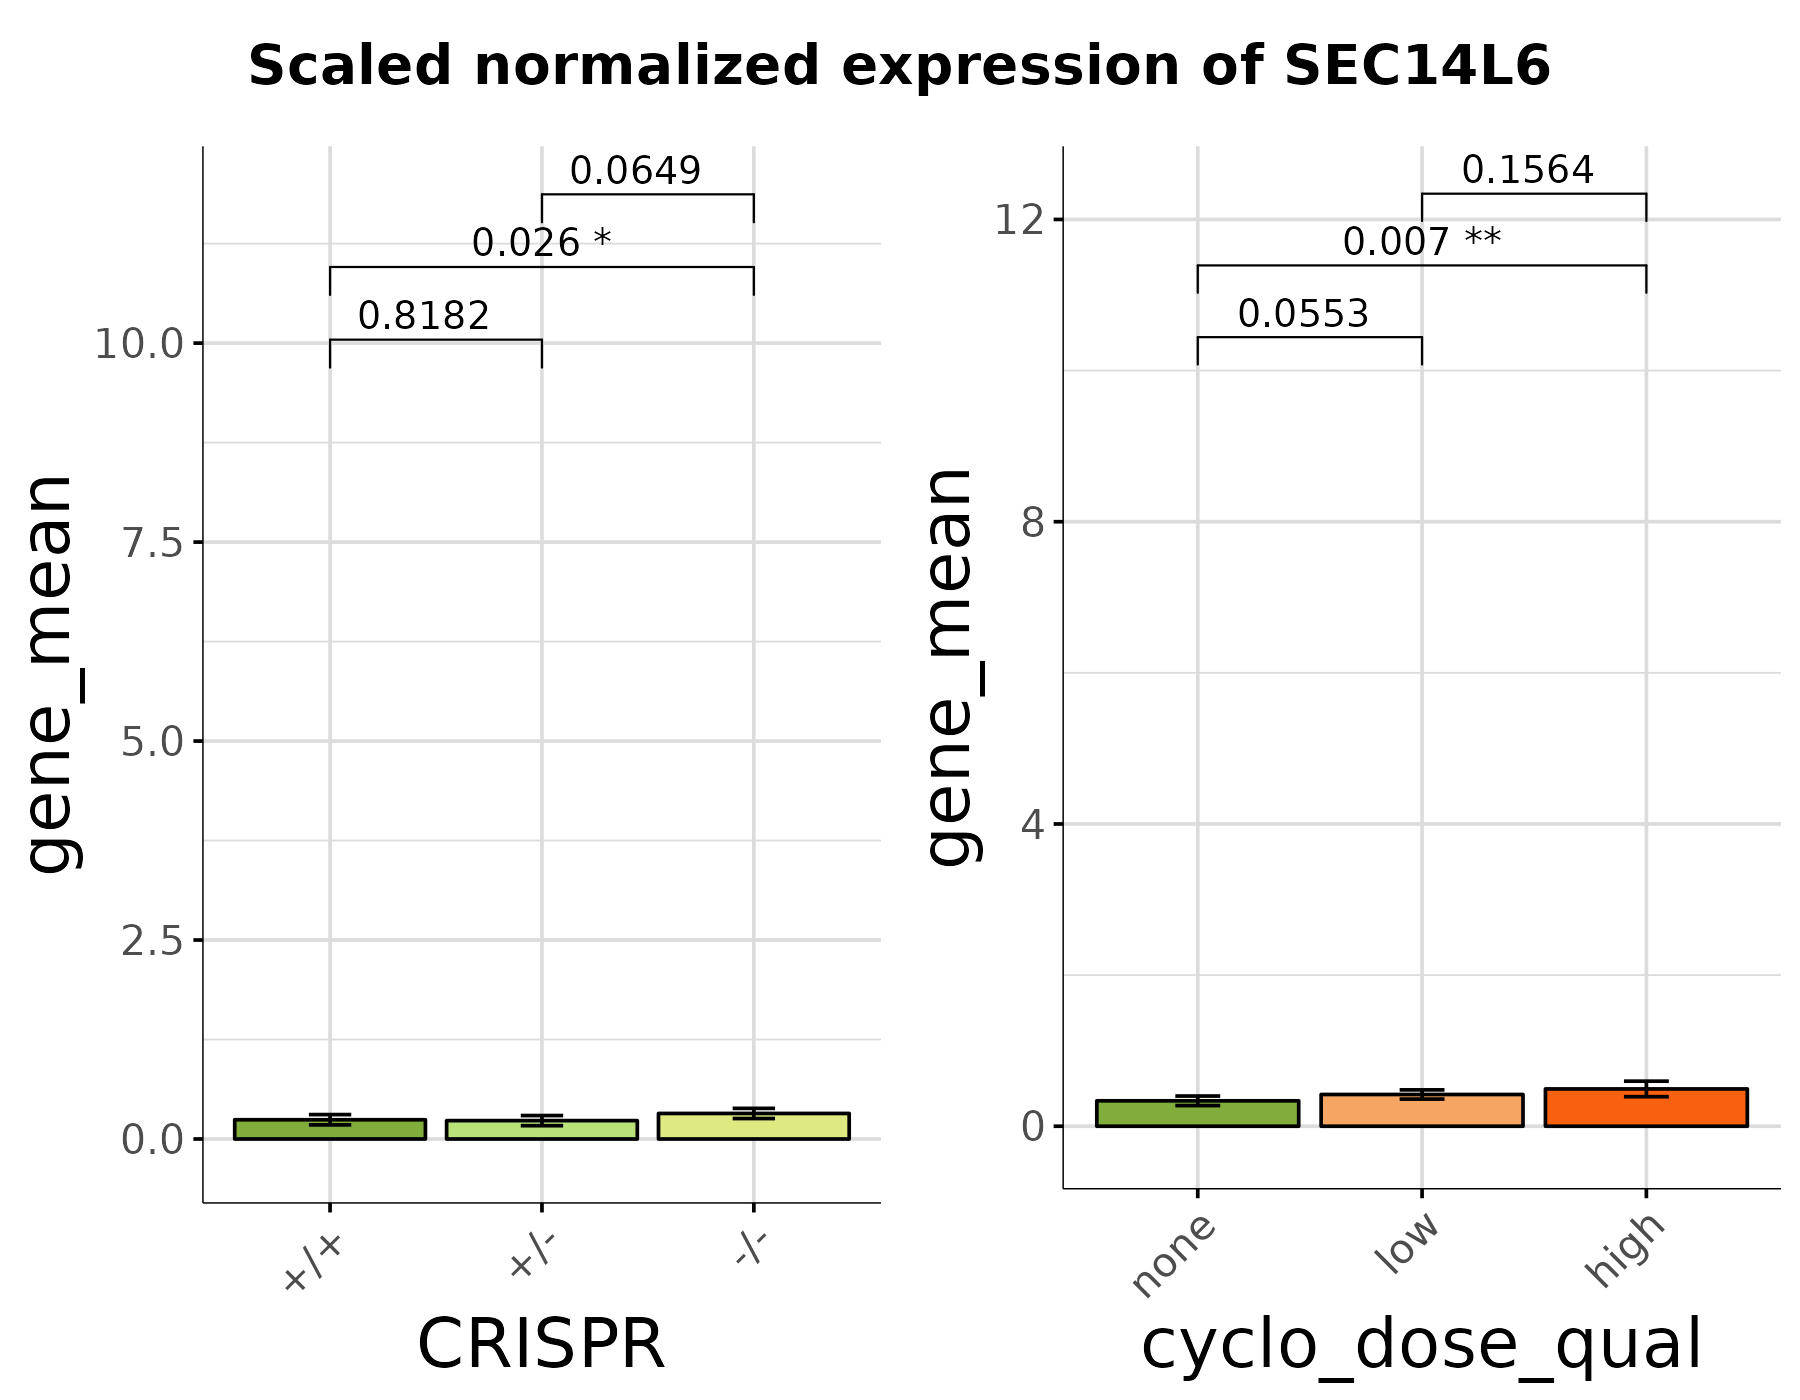 Scaled normalized expression of SEC14L6
gene_mean
10.0
7.5
5.0
2.5
0.0
0.0649
0.026 *
0.8182
+/+
+/-
-/-
CRISPR
gene_mean
12
8
4
0
0.1564
0.007 **
0.0553
none
low
high
cyclo_dose_qual